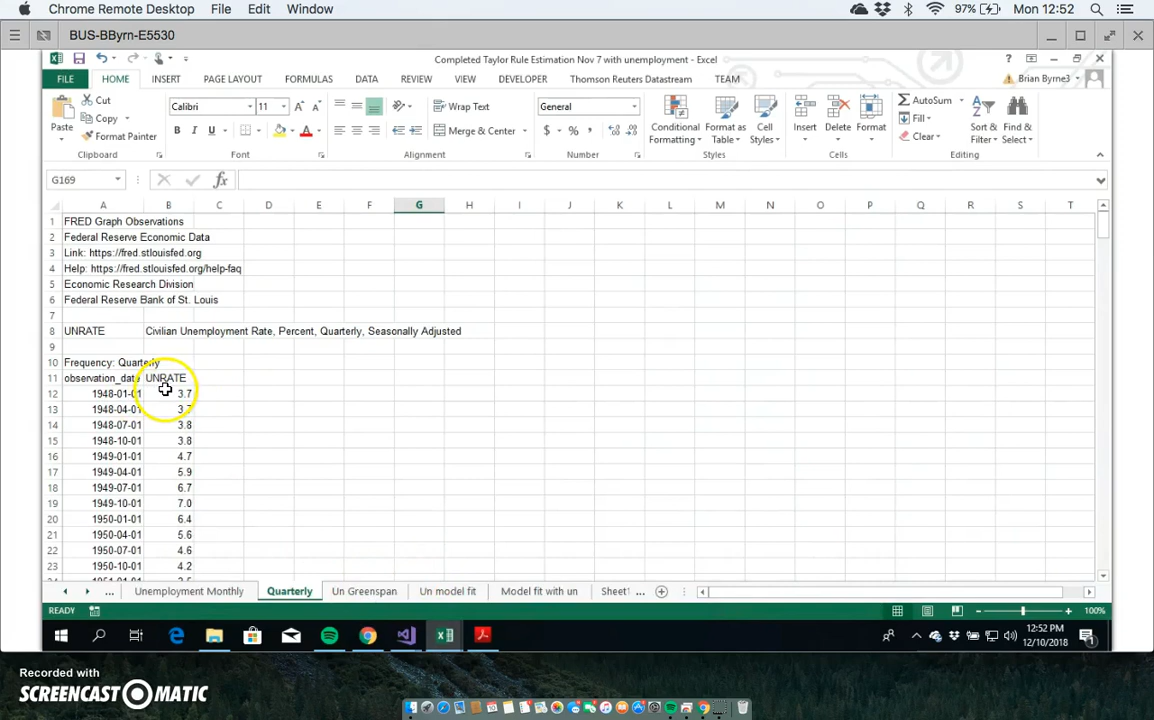 Chrome Remote Desktop File Edit Window 97% Mon 12:52
BUS-BByrn-E5530
Completed Taylor Rule Estimation Nov 7 with unemployment - Excel
FILE HOME INSERT PAGE LAYOUT FORMULAS DATA REVIEW VIEW DEVELOPER Thomson Reuters Datastream TEAM Brian Byrne3
Cut Calibri 11 A A Wrap Text General AutoSum
Paste Copy Fill
Format Painter B I U A Merge & Center $ % , Conditional Formatting Format as Table Cell Styles Insert Delete Format Clear Sort & Filter Find & Select
Clipboard Font Alignment Number Styles Cells Editing
G169 fx
A B C D E F G H I J K L M N O P Q R S T
1 FRED Graph Observations
2 Federal Reserve Economic Data
3 Link: https://fred.stlouisfed.org
4 Help: https://fred.stlouisfed.org/help-faq
5 Economic Research Division
6 Federal Reserve Bank of St. Louis
7
8 UNRATE Civilian Unemployment Rate, Percent, Quarterly, Seasonally Adjusted
9
10 Frequency: Quarterly
11 observation_date UNRATE
12 1948-01-01 3.7
13 1948-04-01 3.7
14 1948-07-01 3.8
15 1948-10-01 3.8
16 1949-01-01 4.7
17 1949-04-01 5.9
18 1949-07-01 6.7
19 1949-10-01 7.0
20 1950-01-01 6.4
21 1950-04-01 5.6
22 1950-07-01 4.6
23 1950-10-01 4.2
... Unemployment Monthly Quarterly Un Greenspan Un model fit Model fit with un Sheet1 ...
READY 100%
12:52 PM
12/10/2018
Recorded with
SCREENCAST-O-MATIC